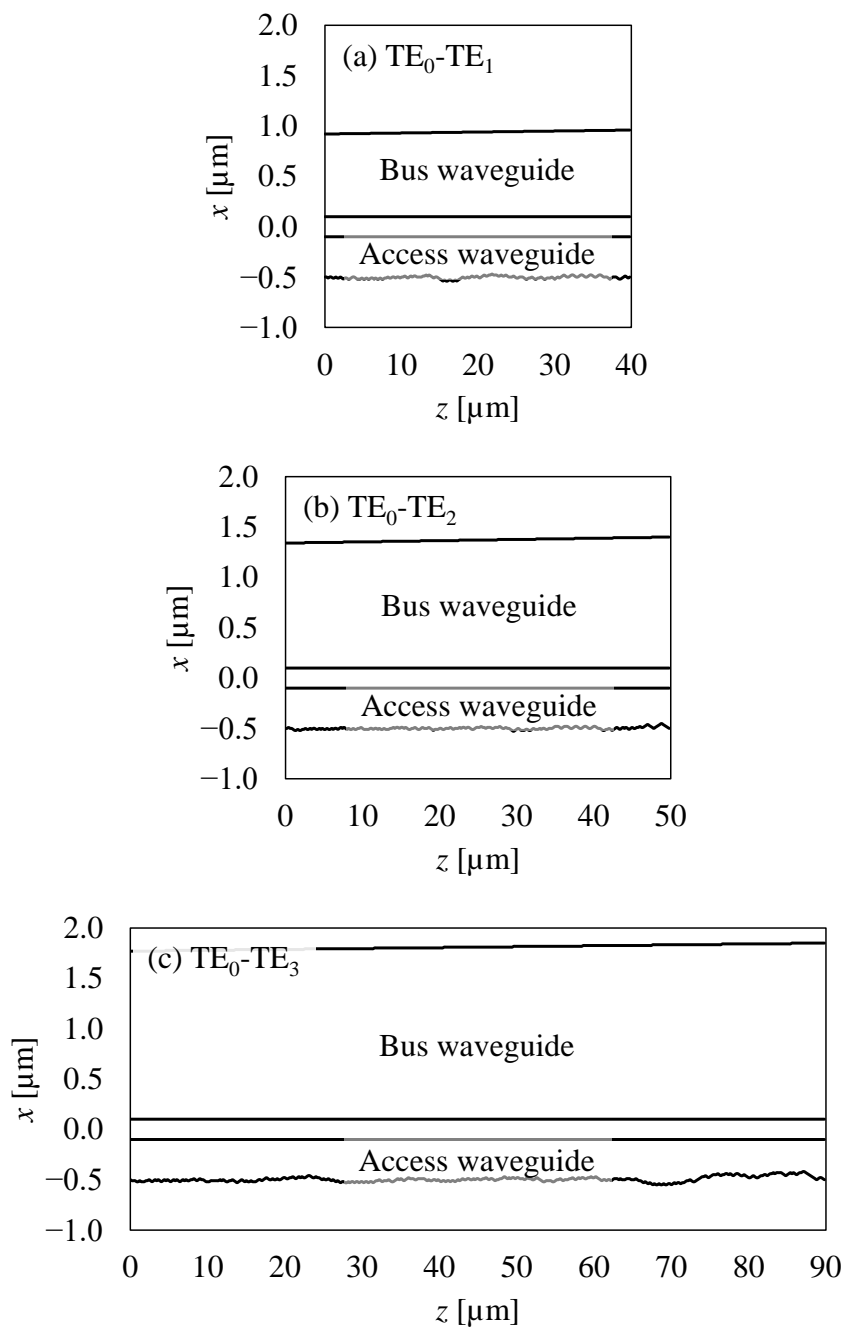 2.0
(a) TE₀-TE₁
1.5
1.0
Bus waveguide
0.5
x [µm]
0.0
Access waveguide
−0.5
−1.0
0 10 20 30 40
z [µm]
2.0
(b) TE₀-TE₂
1.5
1.0
Bus waveguide
0.5
x [µm]
0.0
Access waveguide
−0.5
−1.0
0 10 20 30 40 50
z [µm]
2.0
(c) TE₀-TE₃
1.5
1.0
Bus waveguide
0.5
x [µm]
0.0
Access waveguide
−0.5
−1.0
0 10 20 30 40 50 60 70 80 90
z [µm]